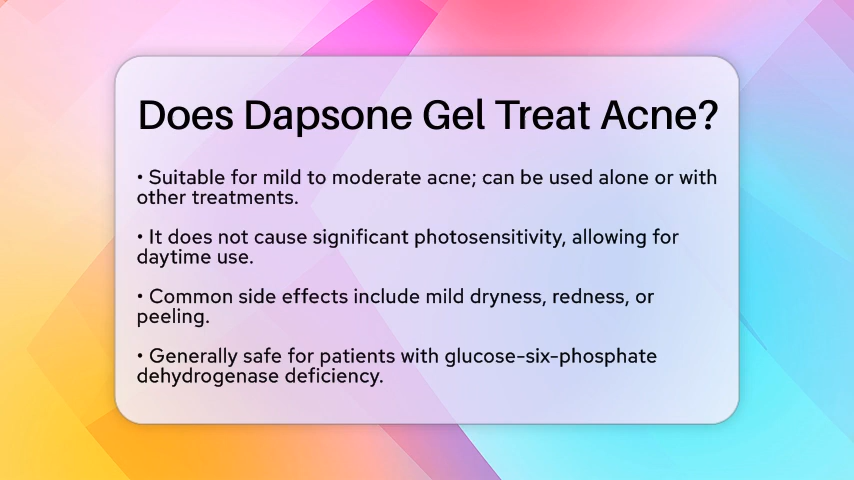 Does Dapsone Gel Treat Acne?
• Suitable for mild to moderate acne; can be used alone or with
other treatments.
• It does not cause significant photosensitivity, allowing for
daytime use.
• Common side effects include mild dryness, redness, or
peeling.
• Generally safe for patients with glucose-six-phosphate
dehydrogenase deficiency.